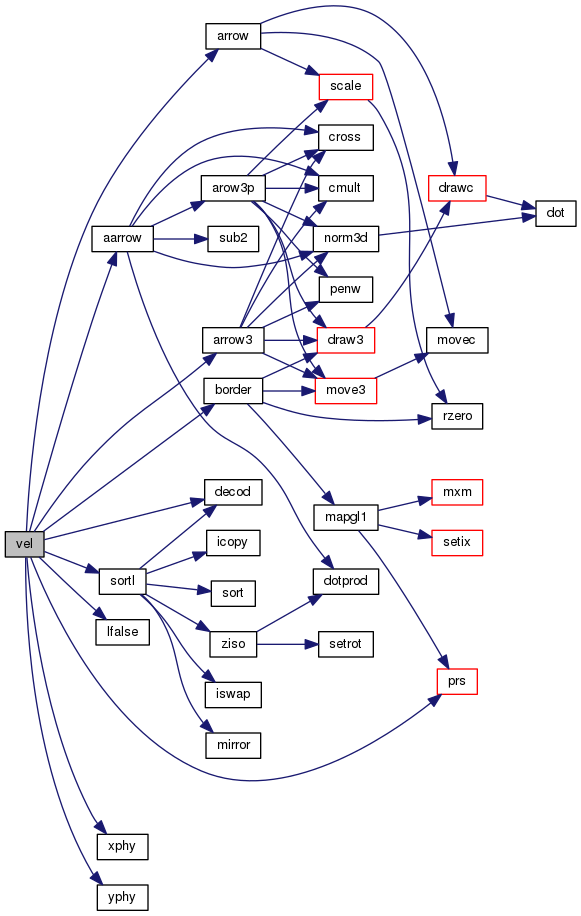 arrow
scale
cross
drawc
arow3p
cmult
dot
aarrow
sub2
norm3d
penw
arrow3
draw3
movec
border
move3
rzero
decod
mxm
mapgl1
vel
icopy
setix
sortl
sort
dotprod
lfalse
ziso
setrot
iswap
prs
mirror
xphy
yphy